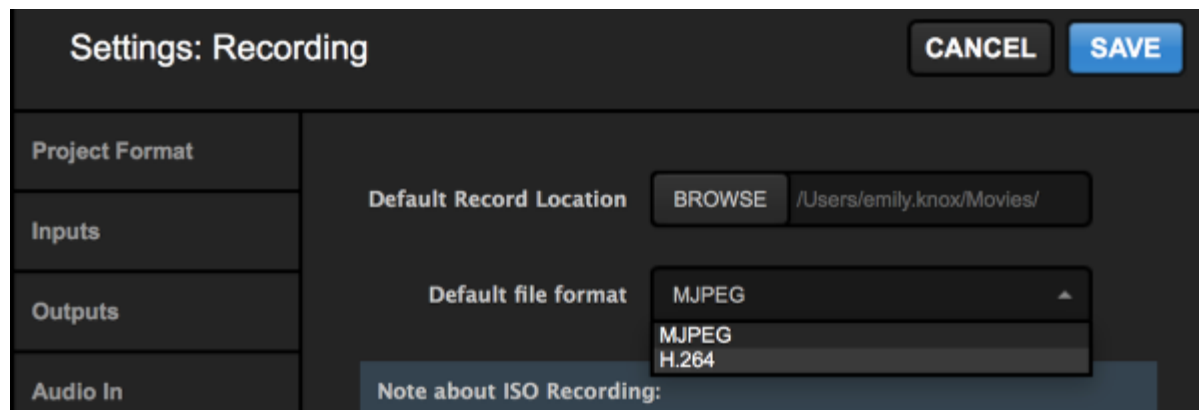 Settings: Recording
CANCEL
SAVE
Project Format
Inputs
Outputs
Audio In
Default Record Location
BROWSE
/Users/emily.knox/Movies/
Default file format
MJPEG
MJPEG
H.264
Note about ISO Recording: